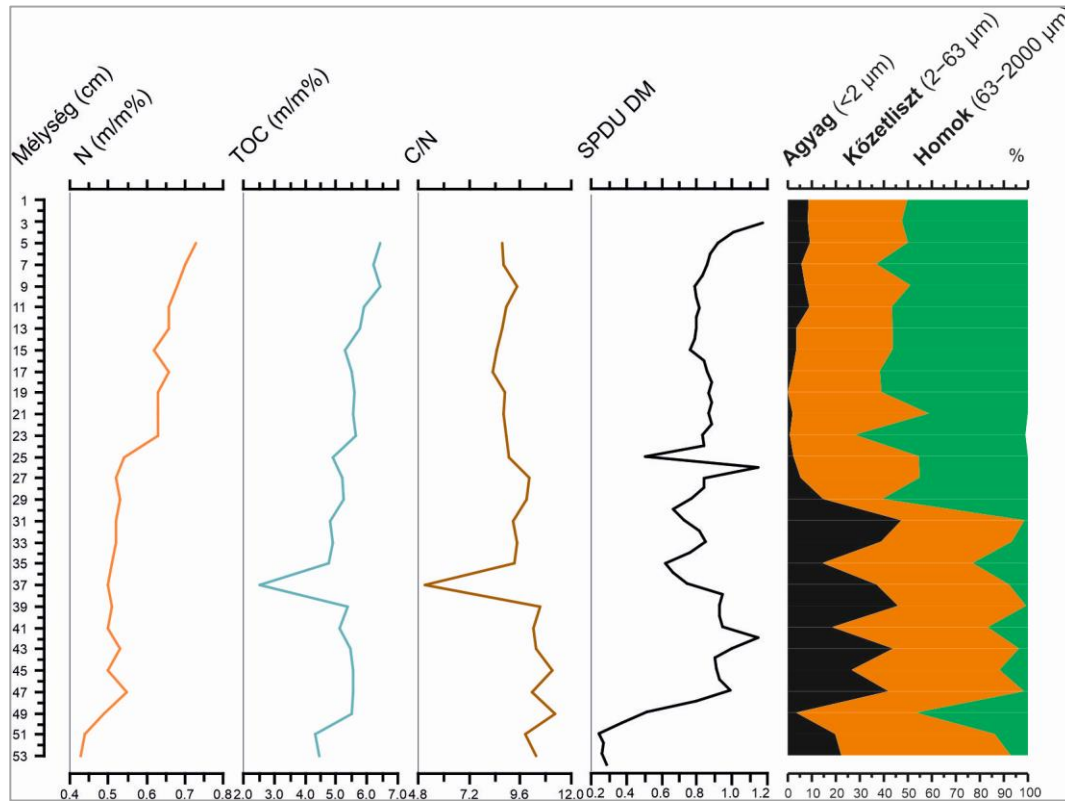 Mélység (cm)
N (m/m%)
TOC (m/m%)
C/N
SPDU DM
Agyag (<2 µm)
Kőzetliszt (2–63 µm)
Homok (63–2000 µm)
%
1
3
5
7
9
11
13
15
17
19
21
23
25
27
29
31
33
35
37
39
41
43
45
47
49
51
53
0.4 0.5 0.6 0.7 0.8
2.0 3.0 4.0 5.0 6.0 7.0
4.8 7.2 9.6 12.0
0.2 0.4 0.6 0.8 1.0 1.2
0 10 20 30 40 50 60 70 80 90 100